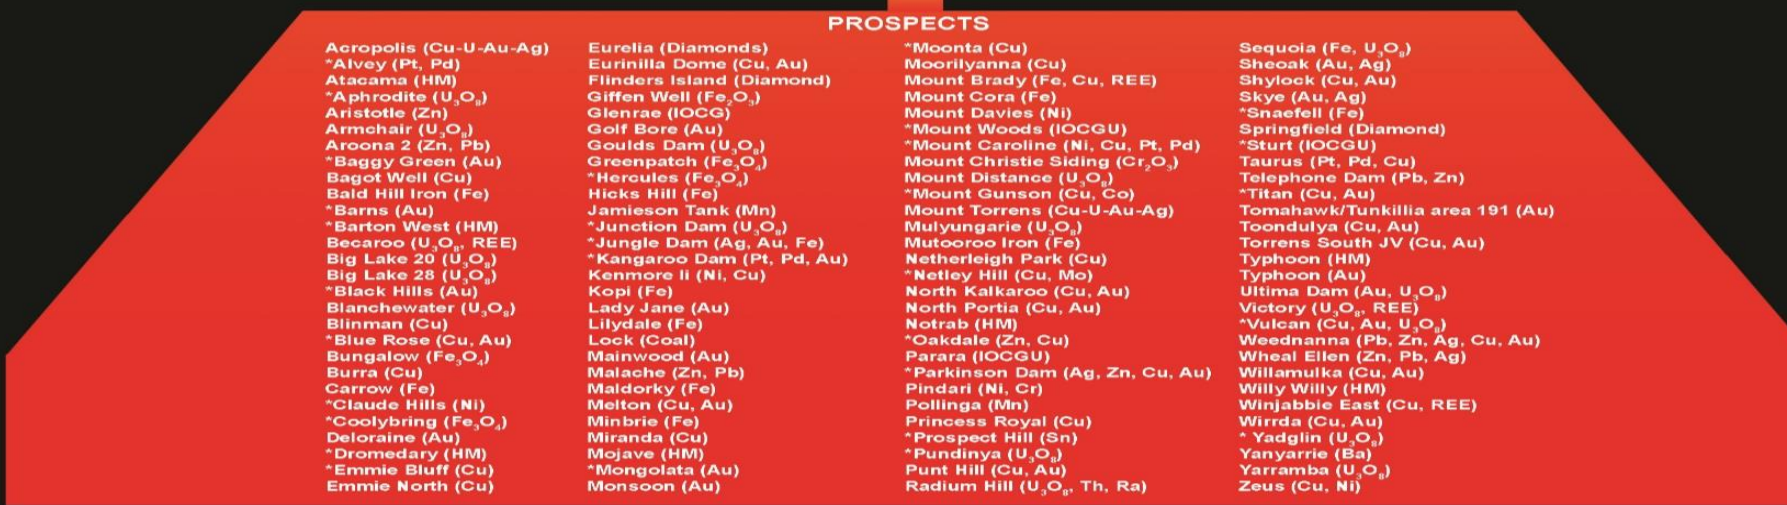 PROSPECTS
Acropolis (Cu-U-Au-Ag)
*Alvey (Pt, Pd)
Atacama (HM)
*Aphrodite (U₃O₈)
Aristotle (Zn)
Armchair (U₃O₈)
Aroona 2 (Zn, Pb)
*Baggy Green (Au)
Bagot Well (Cu)
Bald Hill Iron (Fe)
*Barns (Au)
*Barton West (HM)
Becaroo (U₃O₈, REE)
Big Lake 20 (U₃O₈)
Big Lake 28 (U₃O₈)
*Black Hills (Au)
Blanchewater (U₃O₈)
Blinman (Cu)
*Blue Rose (Cu, Au)
Bungalow (Fe₃O₄)
Burra (Cu)
Carrow (Fe)
*Claude Hills (Ni)
*Coolybring (Fe₃O₄)
Deloraine (Au)
*Dromedary (HM)
*Emmie Bluff (Cu)
Emmie North (Cu)
Eurelia (Diamonds)
Eurinilla Dome (Cu, Au)
Flinders Island (Diamond)
Giffen Well (Fe₂O₃)
Glenrae (IOCG)
Golf Bore (Au)
Goulds Dam (U₃O₈)
Greenpatch (Fe₃O₄)
*Hercules (Fe₃O₄)
Hicks Hill (Fe)
Jamieson Tank (Mn)
*Junction Dam (U₃O₈)
*Jungle Dam (Ag, Au, Fe)
*Kangaroo Dam (Pt, Pd, Au)
Kenmore Ii (Ni, Cu)
Kopi (Fe)
Lady Jane (Au)
Lilydale (Fe)
Lock (Coal)
Mainwood (Au)
Malache (Zn, Pb)
Maldorky (Fe)
Melton (Cu, Au)
Minbrie (Fe)
Miranda (Cu)
Mojave (HM)
*Mongolata (Au)
Monsoon (Au)
*Moonta (Cu)
Moorilyanna (Cu)
Mount Brady (Fe, Cu, REE)
Mount Cora (Fe)
Mount Davies (Ni)
*Mount Woods (IOCGU)
*Mount Caroline (Ni, Cu, Pt, Pd)
Mount Christie Siding (Cr₂O₃)
Mount Distance (U₃O₈)
*Mount Gunson (Cu, Co)
Mount Torrens (Cu-U-Au-Ag)
Mulyungarie (U₃O₈)
Mutooroo Iron (Fe)
Netherleigh Park (Cu)
*Netley Hill (Cu, Mo)
North Kalkaroo (Cu, Au)
North Portia (Cu, Au)
Notrab (HM)
*Oakdale (Zn, Cu)
Parara (IOCGU)
*Parkinson Dam (Ag, Zn, Cu, Au)
Pindari (Ni, Cr)
Pollinga (Mn)
Princess Royal (Cu)
*Prospect Hill (Sn)
*Pundinya (U₃O₈)
Punt Hill (Cu, Au)
Radium Hill (U₃O₈, Th, Ra)
Sequoia (Fe, U₃O₈)
Sheoak (Au, Ag)
Shylock (Cu, Au)
Skye (Au, Ag)
*Snaefell (Fe)
Springfield (Diamond)
*Sturt (IOCGU)
Taurus (Pt, Pd, Cu)
Telephone Dam (Pb, Zn)
*Titan (Cu, Au)
Tomahawk/Tunkillia area 191 (Au)
Toondulya (Cu, Au)
Torrens South JV (Cu, Au)
Typhoon (HM)
Typhoon (Au)
Ultima Dam (Au, U₃O₈)
Victory (U₃O₈, REE)
*Vulcan (Cu, Au, U₃O₈)
Weednanna (Pb, Zn, Ag, Cu, Au)
Wheal Ellen (Zn, Pb, Ag)
Willamulka (Cu, Au)
Willy Willy (HM)
Winjabbie East (Cu, REE)
Wirrda (Cu, Au)
* Yadglin (U₃O₈)
Yanyarrie (Ba)
Yarramba (U₃O₈)
Zeus (Cu, Ni)